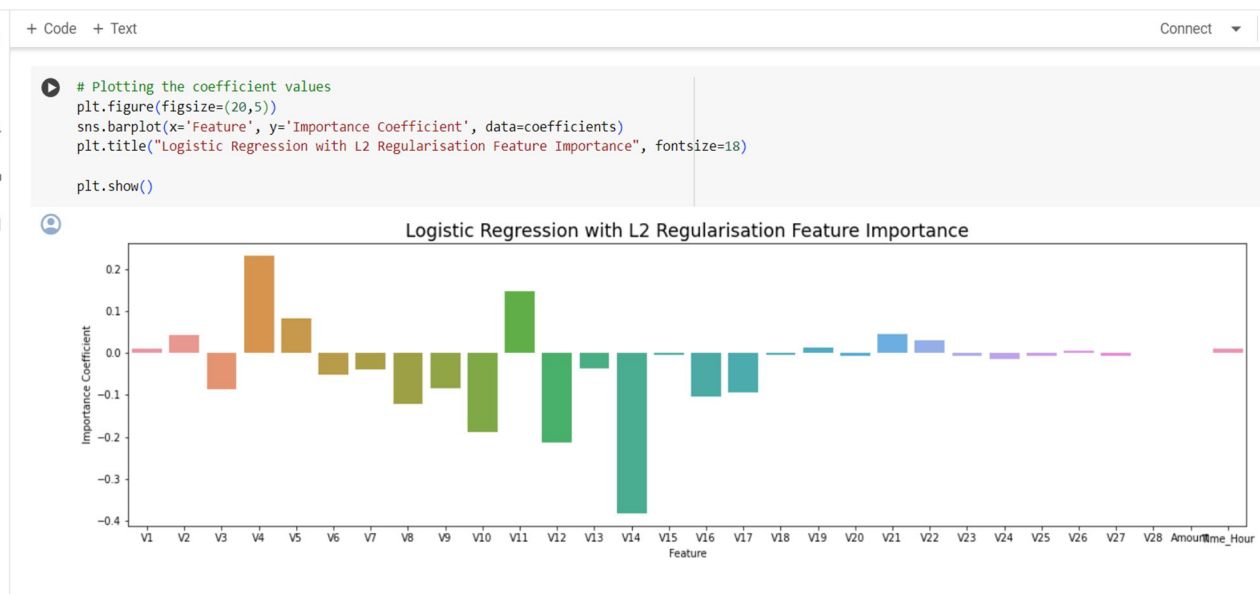 + Code + Text Connect
# Plotting the coefficient values
plt.figure(figsize=(20,5))
sns.barplot(x='Feature', y='Importance Coefficient', data=coefficients)
plt.title("Logistic Regression with L2 Regularisation Feature Importance", fontsize=18)
plt.show()
Logistic Regression with L2 Regularisation Feature Importance
0.2
0.1
0.0
−0.1
−0.2
−0.3
−0.4
Importance Coefficient
V1 V2 V3 V4 V5 V6 V7 V8 V9 V10 V11 V12 V13 V14 V15 V16 V17 V18 V19 V20 V21 V22 V23 V24 V25 V26 V27 V28 Amount Time_Hour
Feature